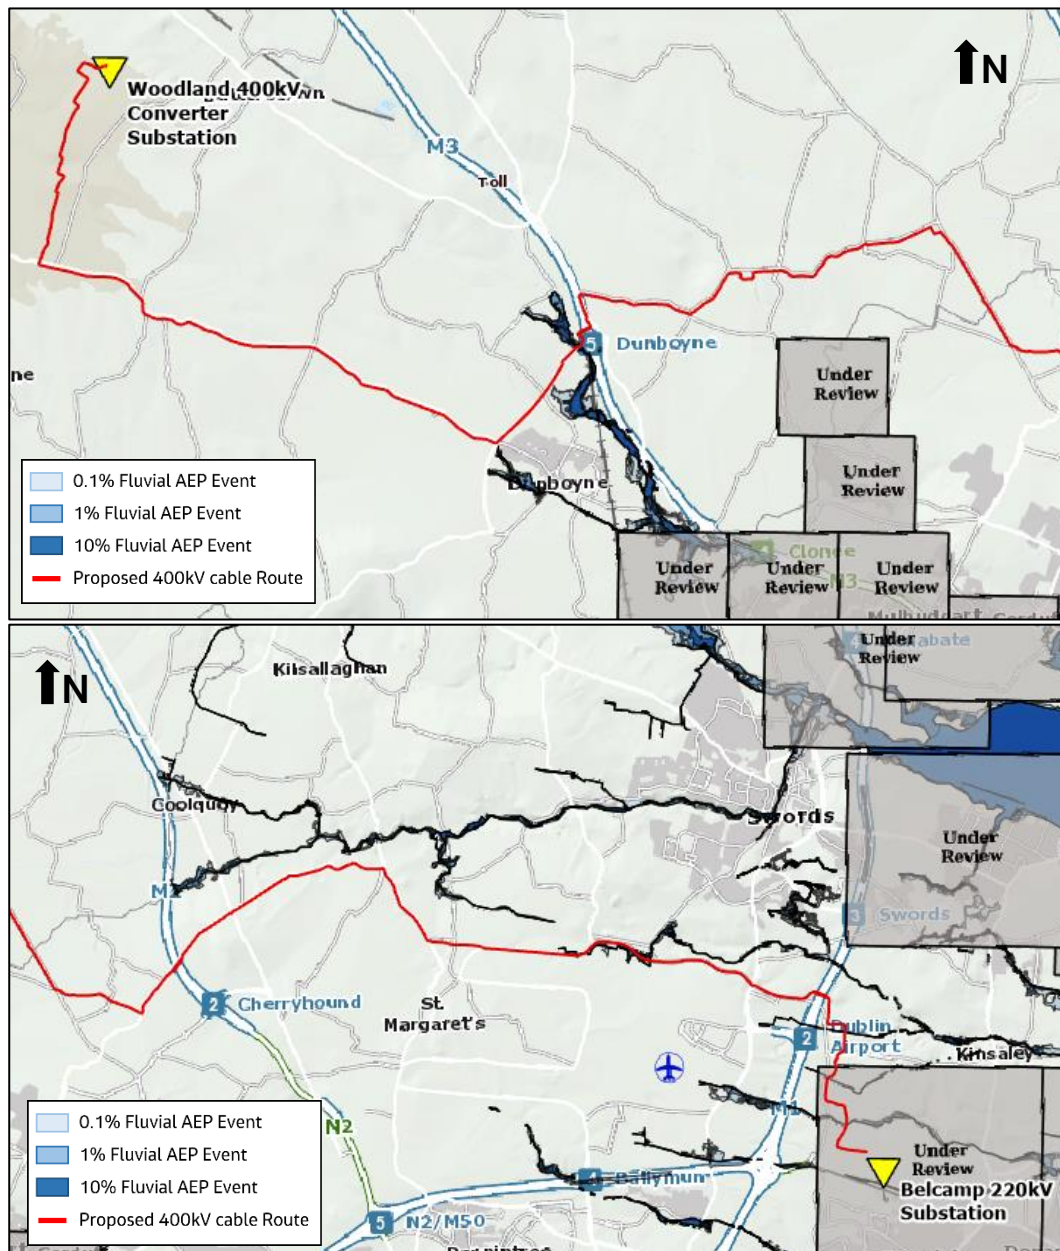 N
Woodland 400kV
Converter
Substation
M3
Toll
5 Dunboyne
ne
Under
Review
Under
Review
Dunboyne
0.1% Fluvial AEP Event
1% Fluvial AEP Event
10% Fluvial AEP Event
Proposed 400kV cable Route
Clonee
Under
Review
Under
Review
Under
Review
N3
N
Kilsallaghan
Under
Review
Coolquoy
Swords
Under
Review
3 Swords
2 Cherryhound
St.
Margaret's
2 Dublin
Airport
Kinsaley
M1
N2
0.1% Fluvial AEP Event
1% Fluvial AEP Event
10% Fluvial AEP Event
Proposed 400kV cable Route
4 Ballymun
Under
Review
Belcamp 220kV
Substation
5 N2/M50